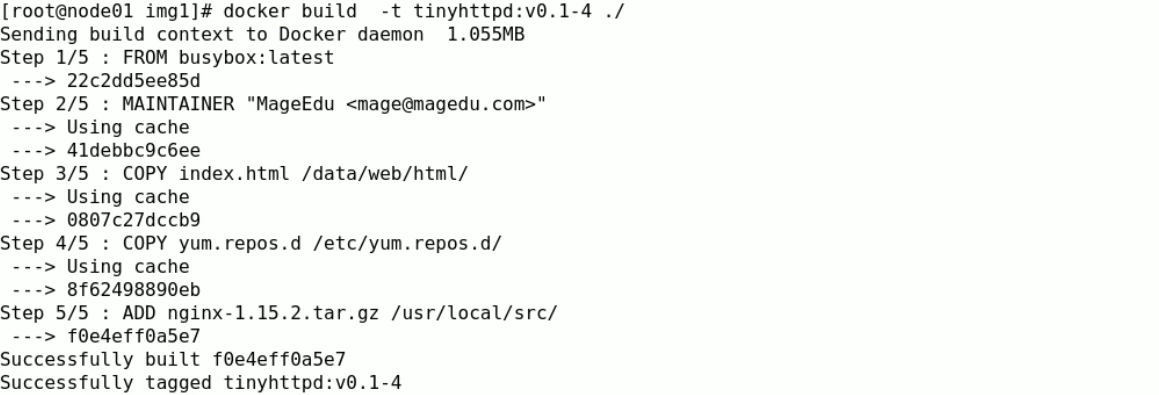 [root@node01 img1]# docker build  -t tinyhttpd:v0.1-4 ./
Sending build context to Docker daemon  1.055MB
Step 1/5 : FROM busybox:latest
 ---> 22c2dd5ee85d
Step 2/5 : MAINTAINER "MageEdu <mage@magedu.com>"
 ---> Using cache
 ---> 41debbc9c6ee
Step 3/5 : COPY index.html /data/web/html/
 ---> Using cache
 ---> 0807c27dccb9
Step 4/5 : COPY yum.repos.d /etc/yum.repos.d/
 ---> Using cache
 ---> 8f62498890eb
Step 5/5 : ADD nginx-1.15.2.tar.gz /usr/local/src/
 ---> f0e4eff0a5e7
Successfully built f0e4eff0a5e7
Successfully tagged tinyhttpd:v0.1-4